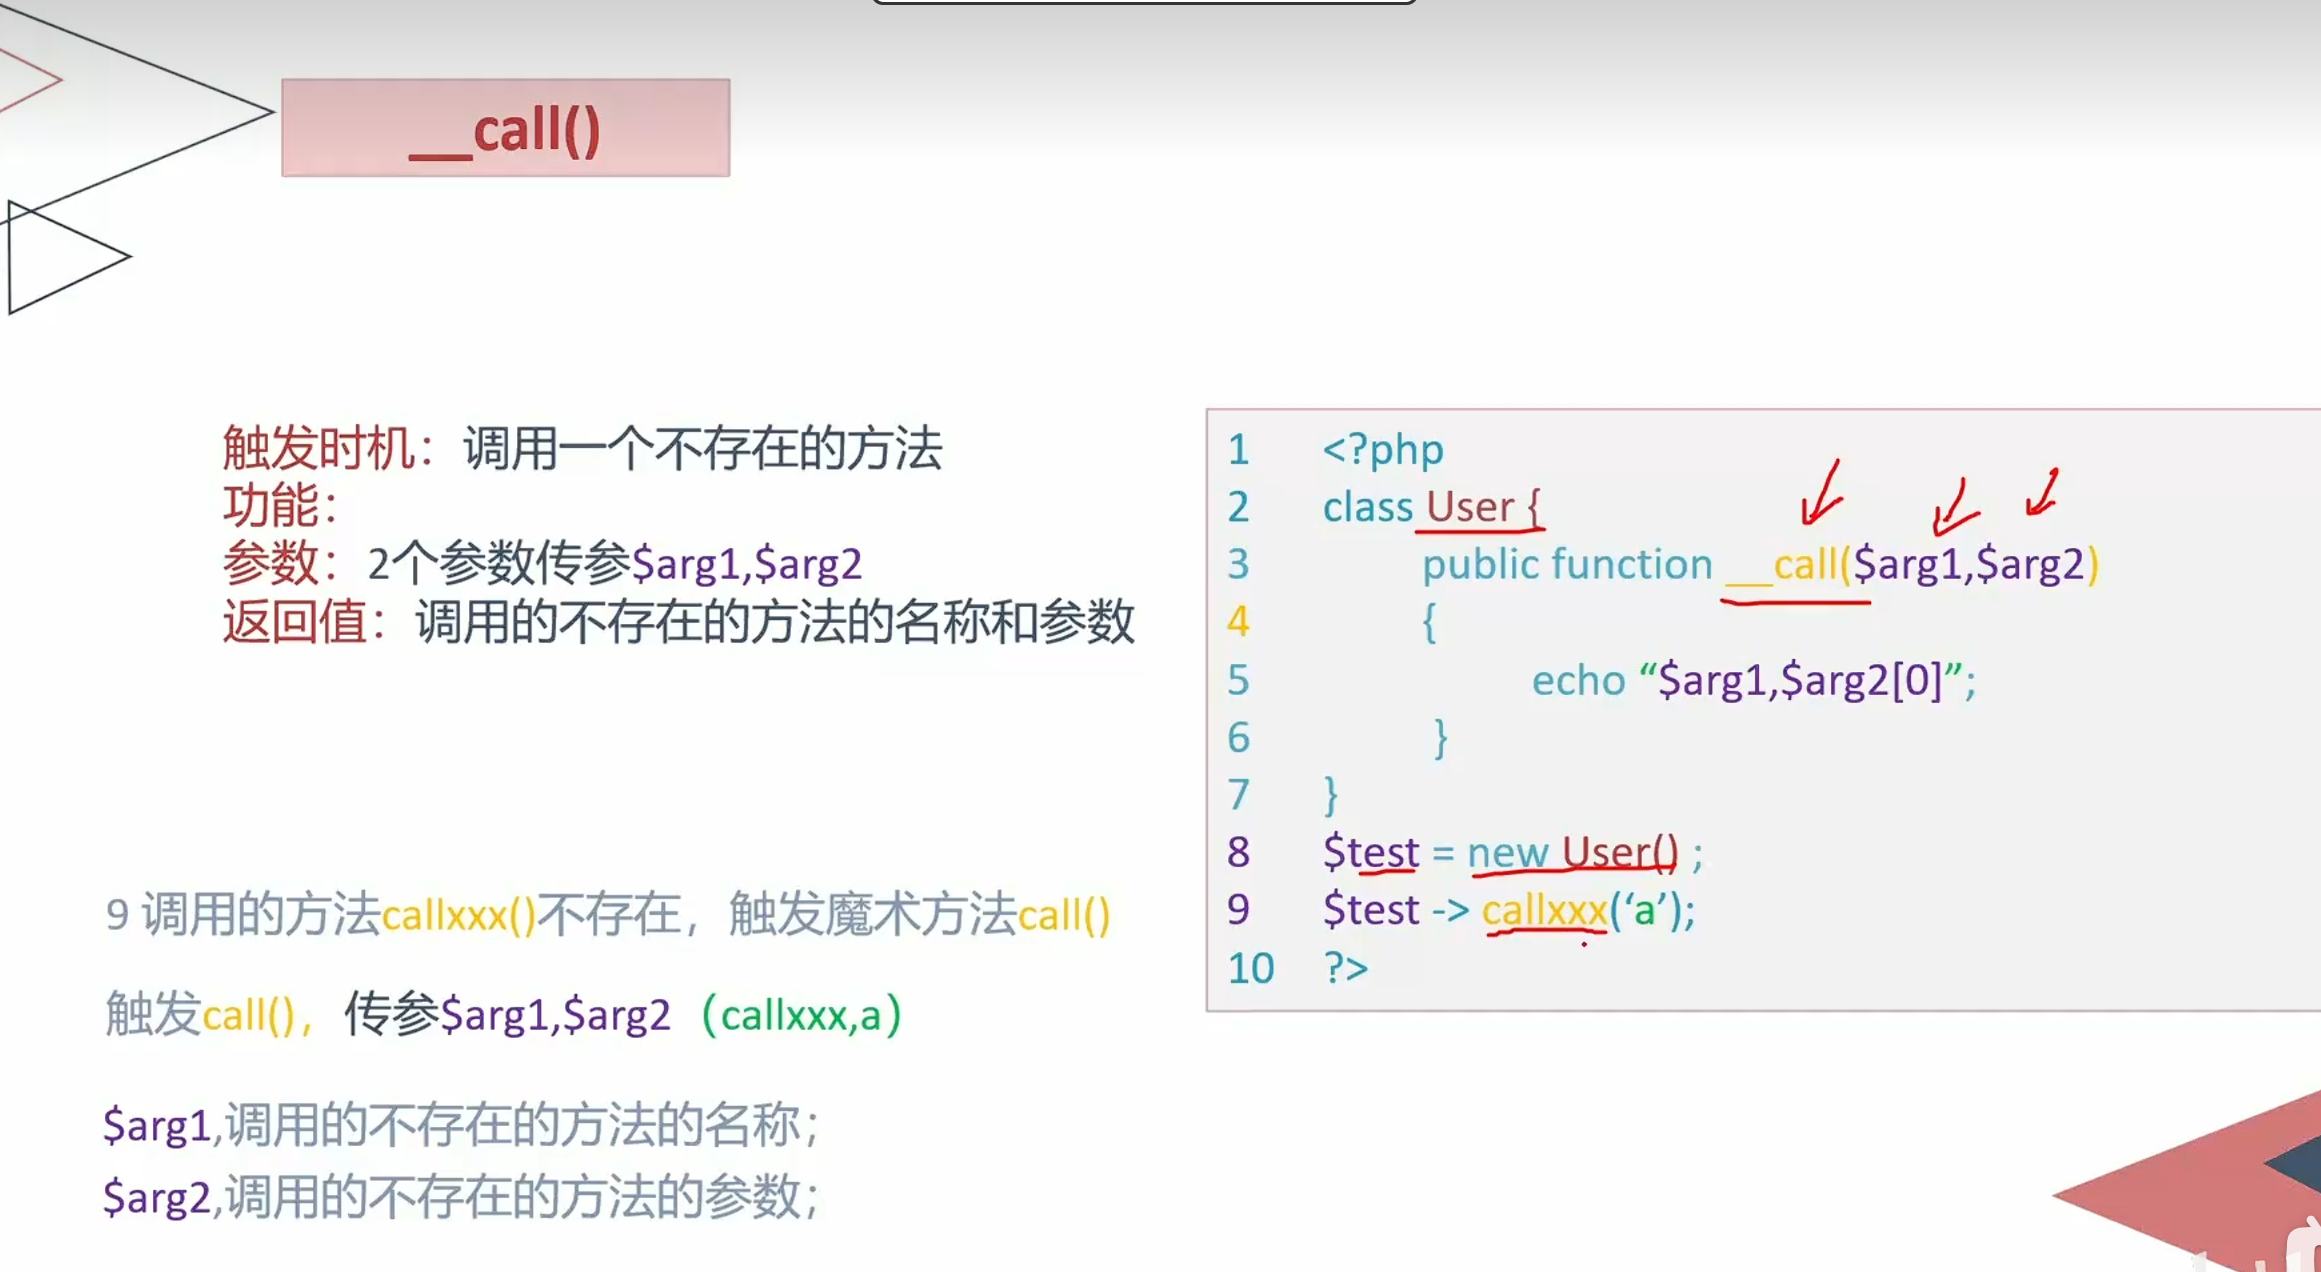 __call()
触发时机：调用一个不存在的方法
功能：
参数：2个参数传参$arg1,$arg2
返回值：调用的不存在的方法的名称和参数
9 调用的方法callxxx()不存在，触发魔术方法call()
触发call()，传参$arg1,$arg2（callxxx,a）
$arg1,调用的不存在的方法的名称；
$arg2,调用的不存在的方法的参数；
1 <?php
2 class User {
3 public function __call($arg1,$arg2)
4 {
5 echo “$arg1,$arg2[0]”;
6 }
7 }
8 $test = new User() ;
9 $test -> callxxx(‘a’);
10 ?>